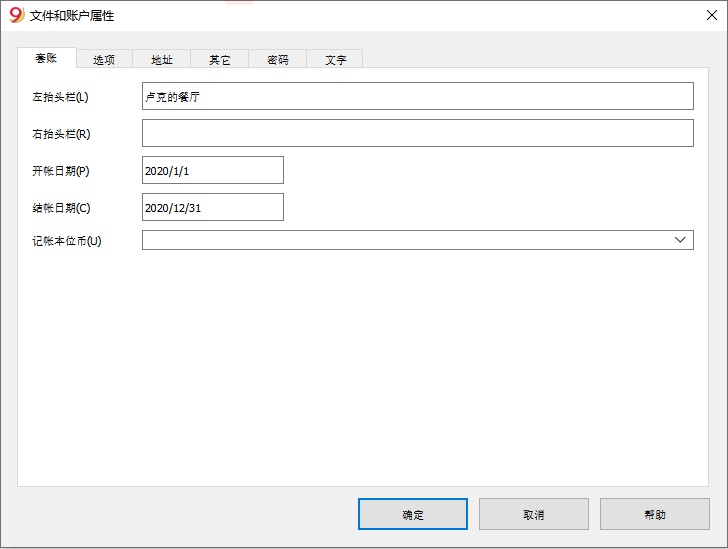 9 文件和账户属性
套账 选项 地址 其它 密码 文字
左抬头栏(L) 卢克的餐厅
右抬头栏(R)
开帐日期(P) 2020/1/1
结帐日期(C) 2020/12/31
记帐本位币(U)
确定 取消 帮助